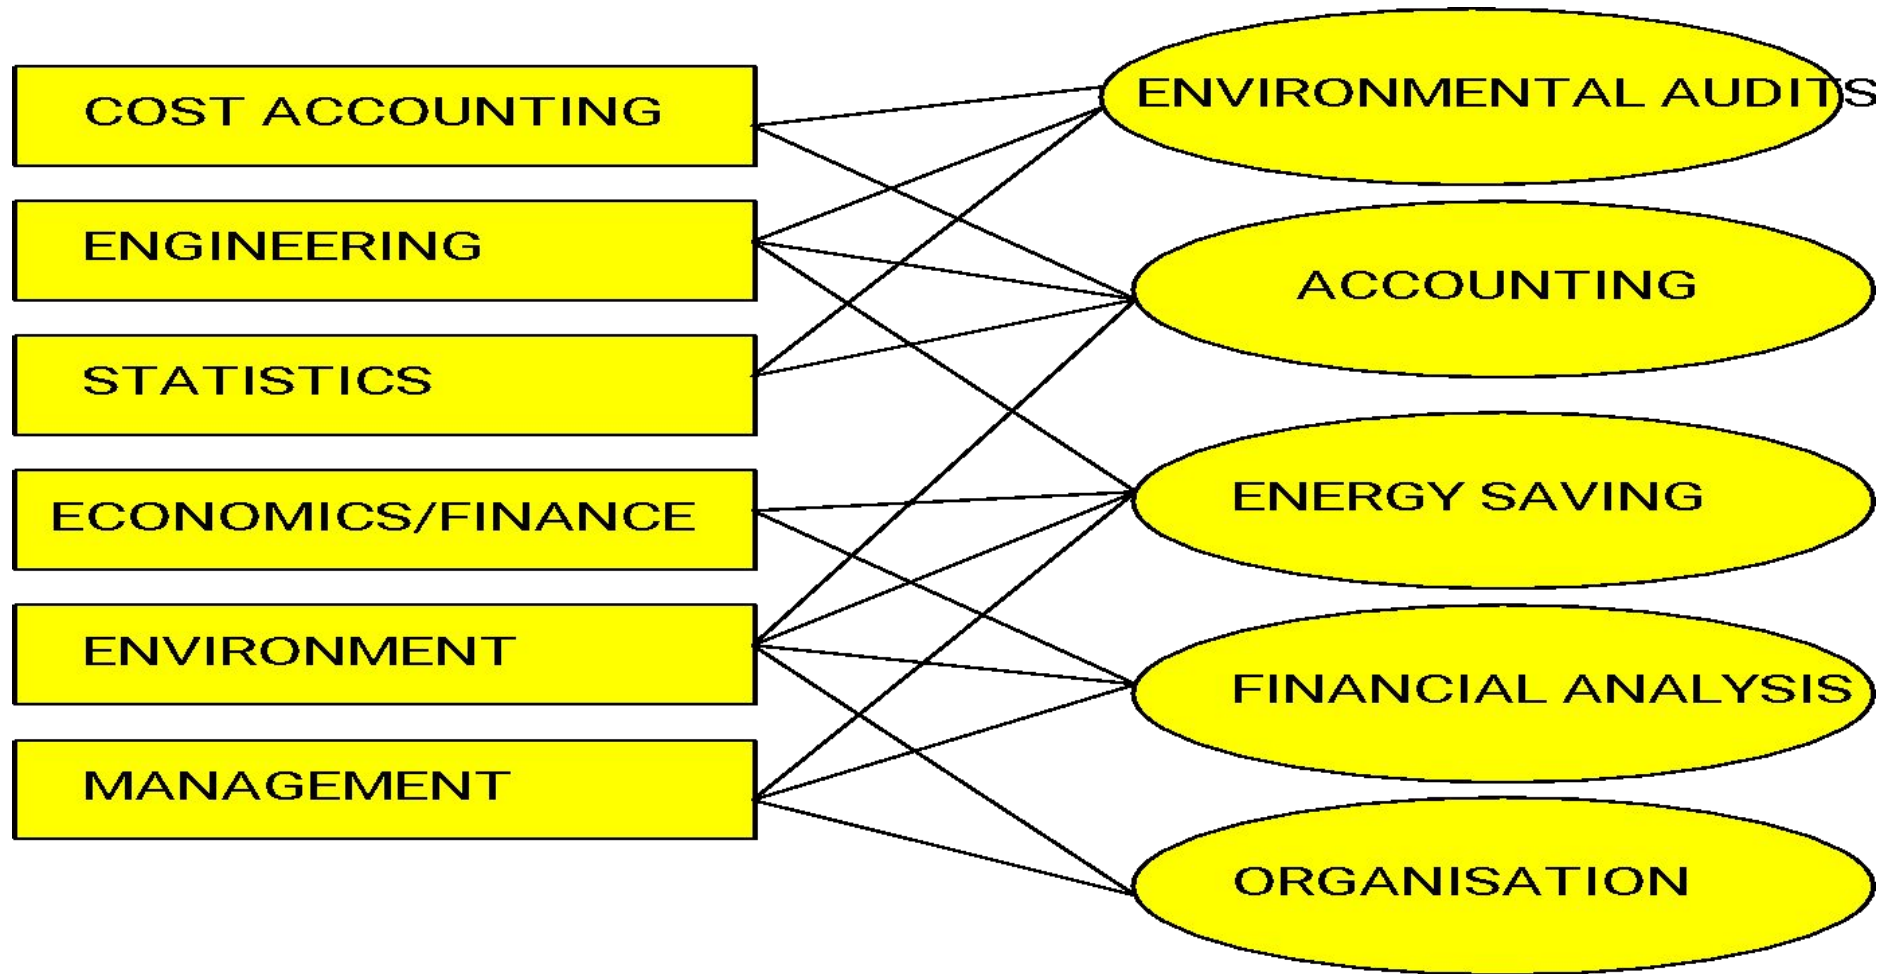 COST ACCOUNTING
ENGINEERING
STATISTICS
ECONOMICS/FINANCE
ENVIRONMENT
MANAGEMENT
ENVIRONMENTAL AUDITS
ACCOUNTING
ENERGY SAVING
FINANCIAL ANALYSIS
ORGANISATION